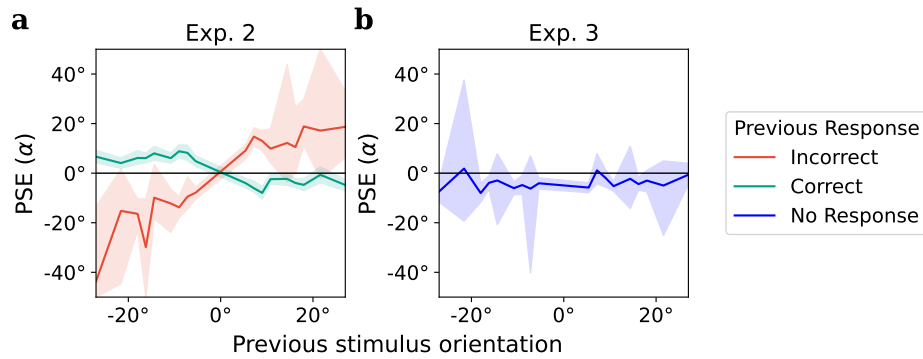 a
b
Exp. 2
Exp. 3
40°
20°
0°
-20°
-40°
PSE (α)
-20°
0°
20°
40°
20°
0°
-20°
-40°
PSE (α)
-20°
0°
20°
Previous stimulus orientation
Previous Response
Incorrect
Correct
No Response